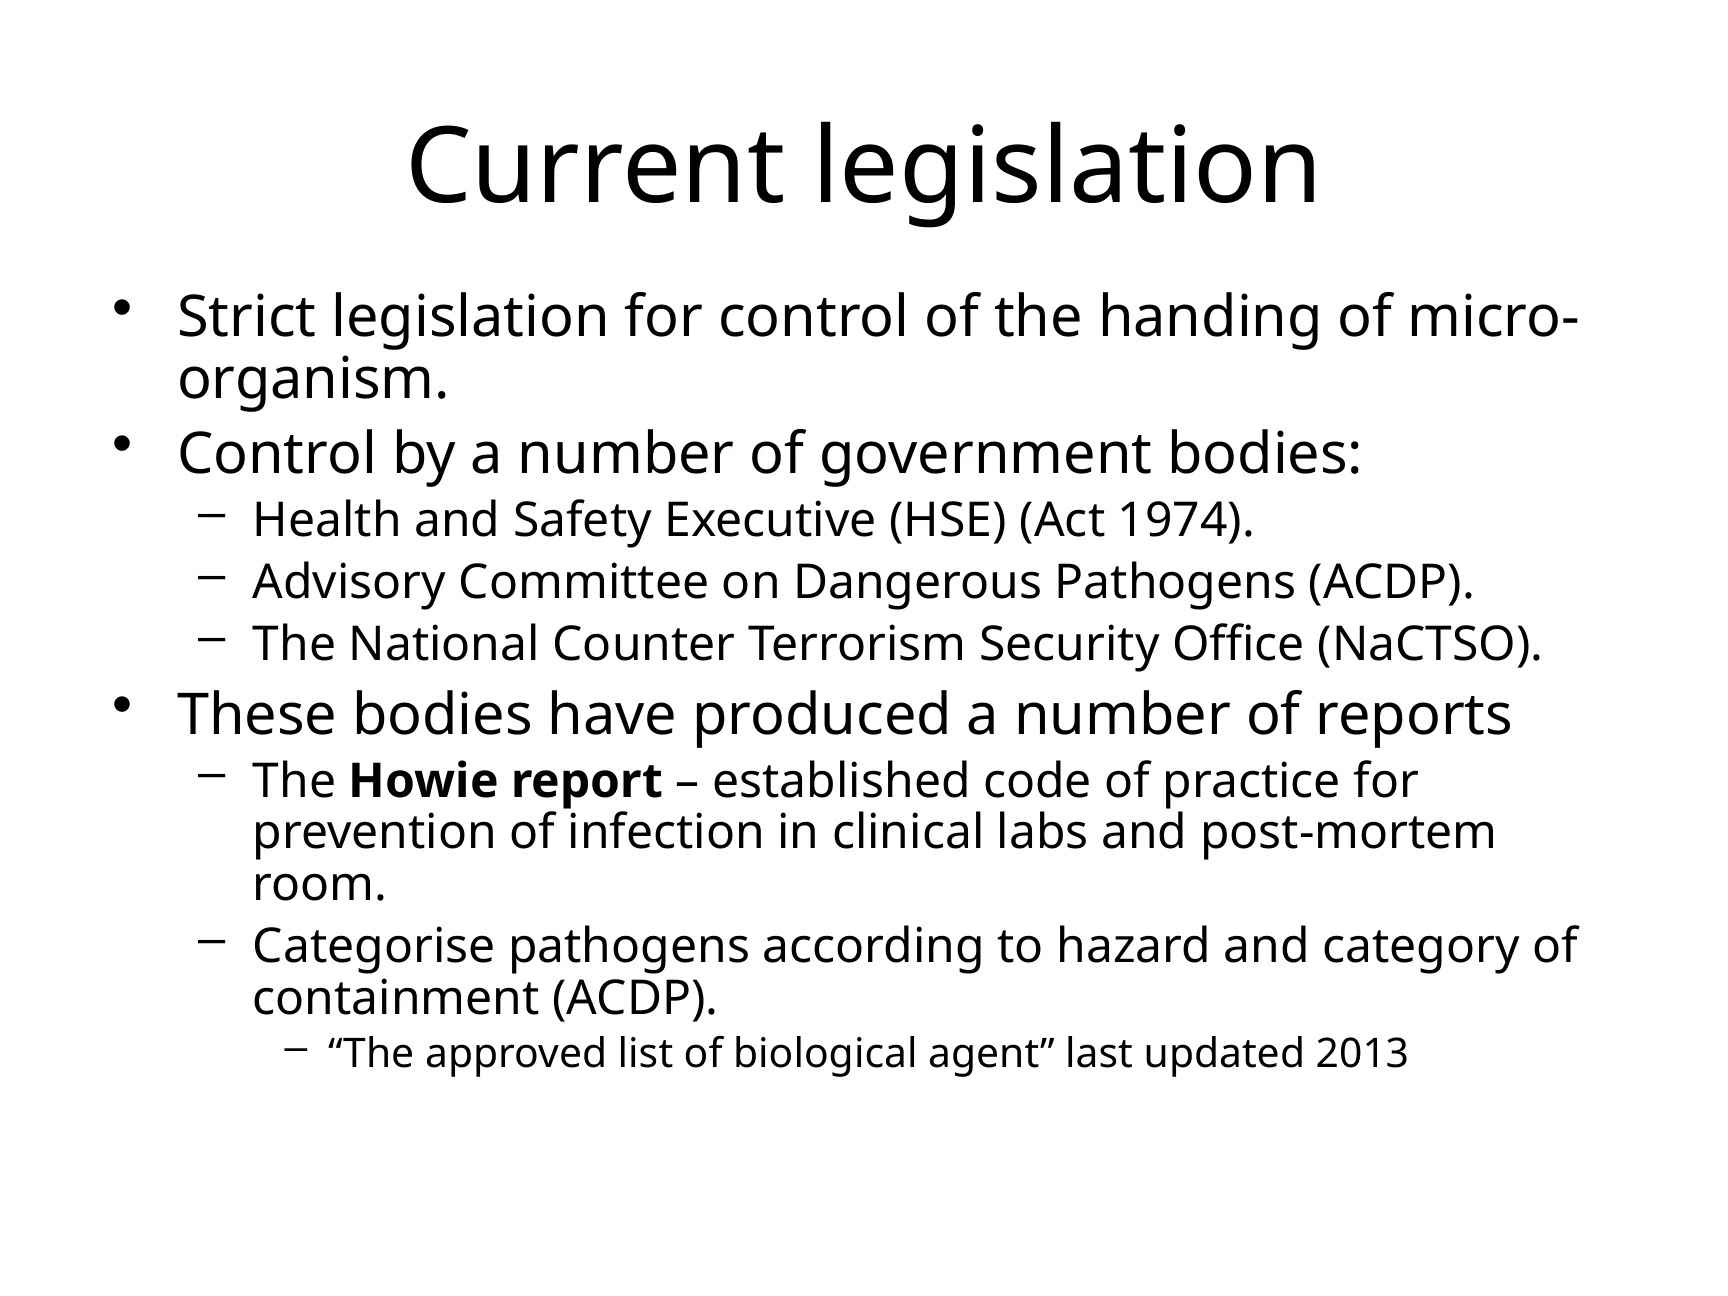 Current legislation
• Strict legislation for control of the handing of micro-
organism.
• Control by a number of government bodies:
– Health and Safety Executive (HSE) (Act 1974).
– Advisory Committee on Dangerous Pathogens (ACDP).
– The National Counter Terrorism Security Office (NaCTSO).
• These bodies have produced a number of reports
– The Howie report – established code of practice for
prevention of infection in clinical labs and post-mortem
room.
– Categorise pathogens according to hazard and category of
containment (ACDP).
– “The approved list of biological agent” last updated 2013